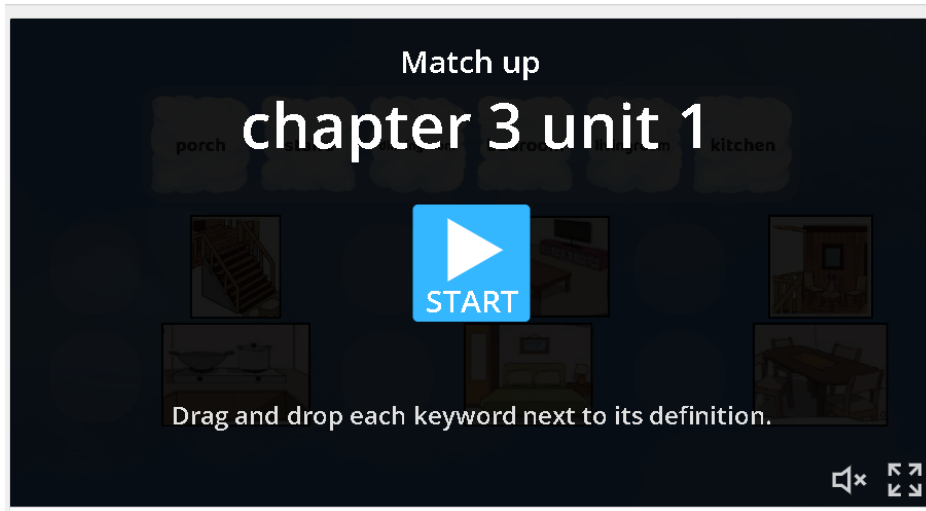 Match up
chapter 3 unit 1
porch kitchen
START
Drag and drop each keyword next to its definition.